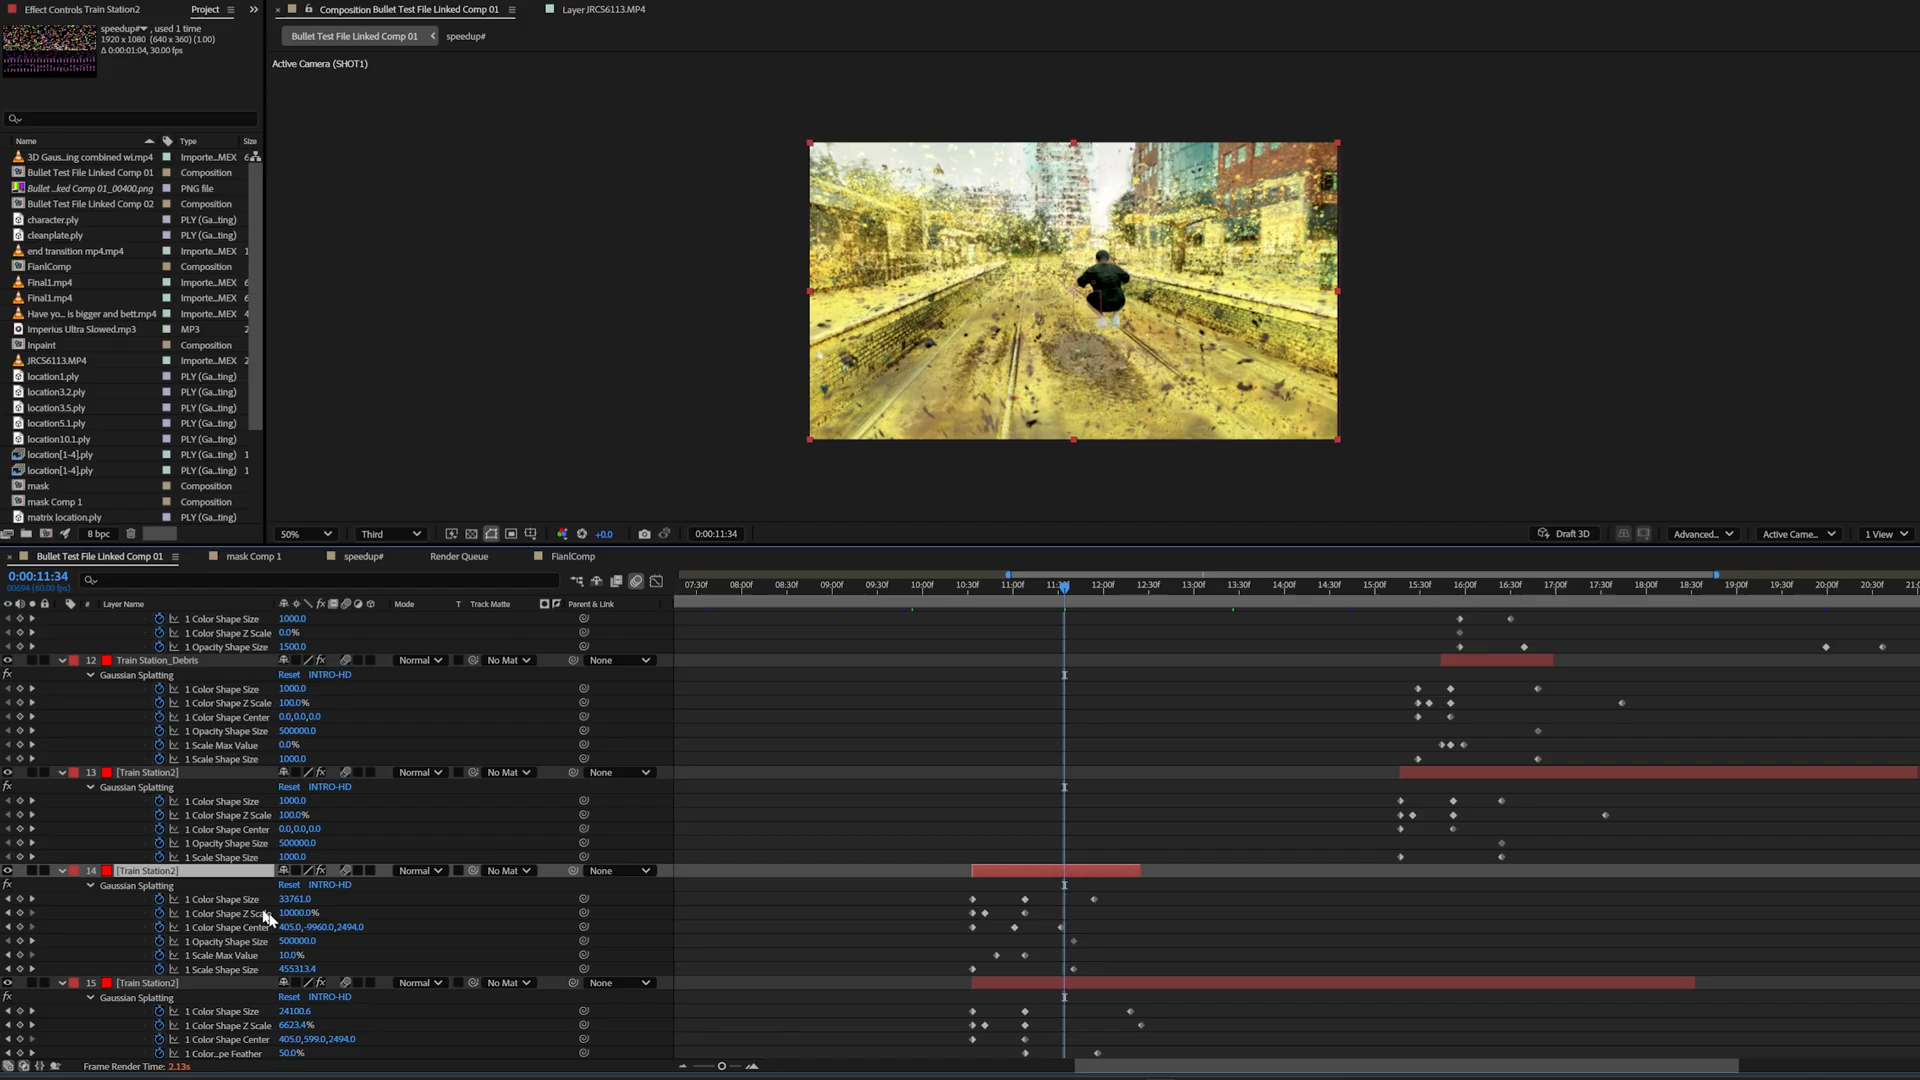 Effect Controls Train Station2 Project
speedup# , used 1 time
1920 x 1080 (640 x 360) (1.00)
Δ 0:00:01:04, 30.00 fps
Name Type Size
3D Gaus...ing combined wi.mp4 Importe...MEX 6
Bullet Test File Linked Comp 01 Composition
Bullet ..ked Comp 01_00400.png PNG file
Bullet Test File Linked Comp 02 Composition
character.ply PLY (Ga...ting)
cleanplate.ply PLY (Ga...ting)
end transition mp4.mp4 Importe...MEX 1
FianlComp Composition
Final1.mp4 Importe...MEX 6
Final1.mp4 Importe...MEX 6
Have yo... is bigger and bett.mp4 Importe...MEX 4
Imperius Ultra Slowed.mp3 MP3 2
Inpaint Composition
JRCS6113.MP4 Importe...MEX 2
location1.ply PLY (Ga...ting)
location3.2.ply PLY (Ga...ting)
location3.5.ply PLY (Ga...ting)
location5.1.ply PLY (Ga...ting)
location10.1.ply PLY (Ga...ting)
location[1-4].ply PLY (Ga...ting) 1
location[1-4].ply PLY (Ga...ting) 1
mask Composition
mask Comp 1 Composition
matrix location.ply PLY (Ga...ting)
8 bpc
Composition Bullet Test File Linked Comp 01 Layer JRCS6113.MP4
Bullet Test File Linked Comp 01 speedup#
Active Camera (SHOT1)
50% Third +0.0 0:00:11:34 Draft 3D Advanced... Active Came... 1 View
Bullet Test File Linked Comp 01 mask Comp 1 speedup# Render Queue FianlComp
0:00:11:34
00694 (60.00 fps)
07:30f 08:00f 08:30f 09:00f 09:30f 10:00f 10:30f 11:00f 11:30f 12:00f 12:30f 13:00f 13:30f 14:00f 14:30f 15:00f 15:30f 16:00f 16:30f 17:00f 17:30f 18:00f 18:30f 19:00f 19:30f 20:00f 20:30f 21:0
# Layer Name Mode T Track Matte Parent & Link
1 Color Shape Size 1000.0
1 Color Shape Z Scale 0.0%
1 Opacity Shape Size 1500.0
12 Train Station_Debris Normal No Mat None
Gaussian Splatting Reset INTRO-HD
1 Color Shape Size 1000.0
1 Color Shape Z Scale 100.0%
1 Color Shape Center 0.0,0.0,0.0
1 Opacity Shape Size 500000.0
1 Scale Max Value 0.0%
1 Scale Shape Size 1000.0
13 [Train Station2] Normal No Mat None
Gaussian Splatting Reset INTRO-HD
1 Color Shape Size 1000.0
1 Color Shape Z Scale 100.0%
1 Color Shape Center 0.0,0.0,0.0
1 Opacity Shape Size 500000.0
1 Scale Shape Size 1000.0
14 [Train Station2] Normal No Mat None
Gaussian Splatting Reset INTRO-HD
1 Color Shape Size 33761.0
1 Color Shape Z Scale 10000.0%
1 Color Shape Center 405.0,-9960.0,2494.0
1 Opacity Shape Size 500000.0
1 Scale Max Value 10.0%
1 Scale Shape Size 455313.4
15 [Train Station2] Normal No Mat None
Gaussian Splatting Reset INTRO-HD
1 Color Shape Size 24100.6
1 Color Shape Z Scale 6623.4%
1 Color Shape Center 405.0,599.0,2494.0
1 Color...pe Feather 50.0%
Frame Render Time: 2.13s